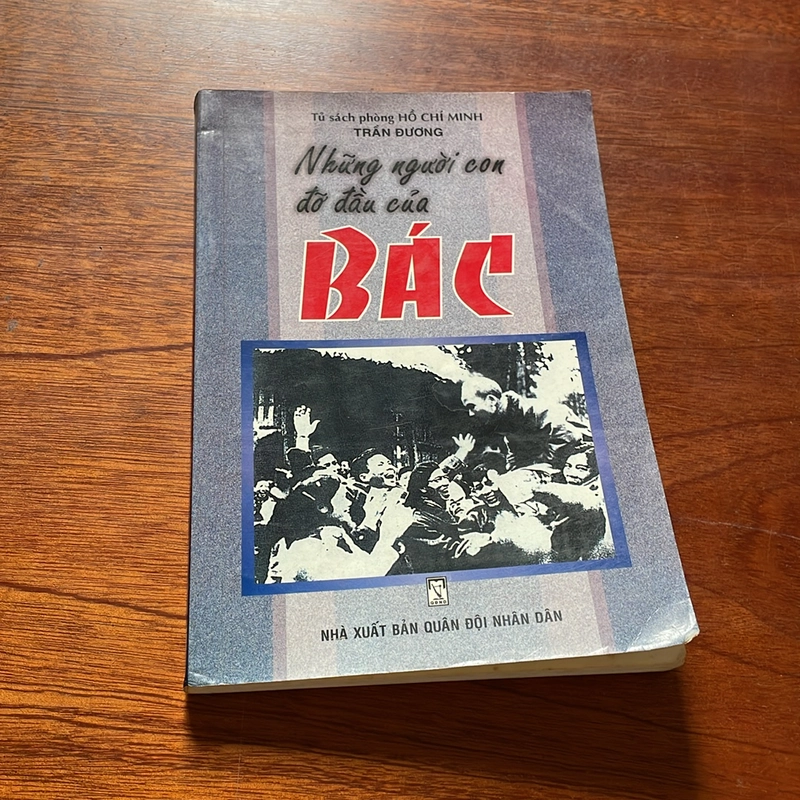 Tủ sách phòng HỒ CHÍ MINH
TRẦN ĐƯƠNG
Những người con
đỡ đầu của
BÁC
QĐND
NHÀ XUẤT BẢN QUÂN ĐỘI NHÂN DÂN